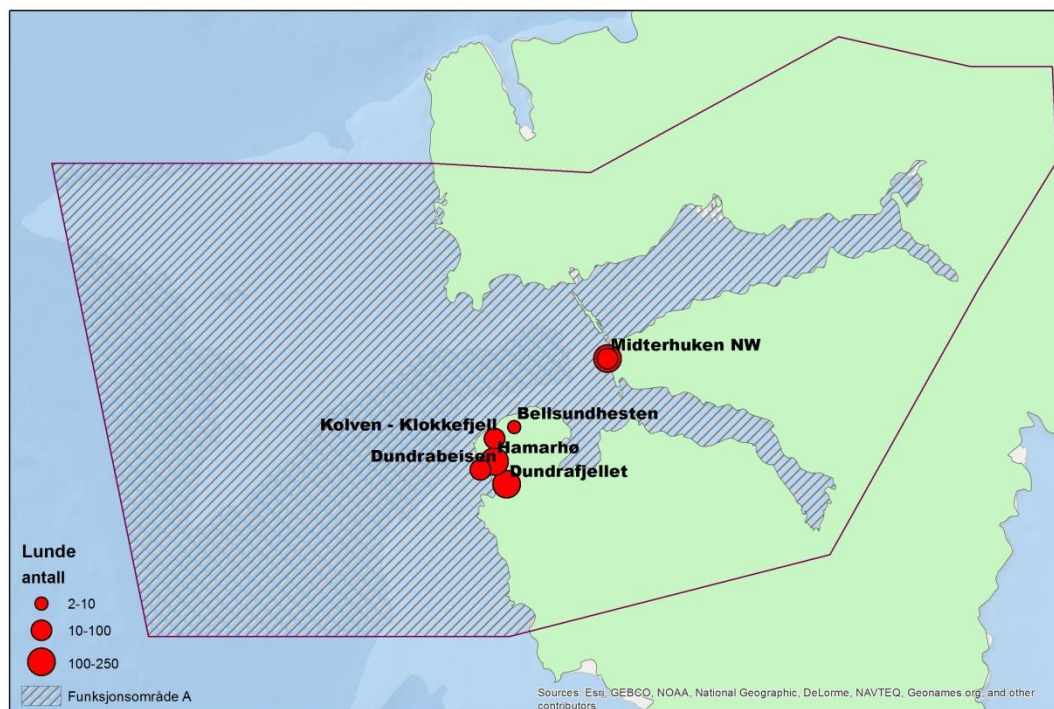 Midterhuken NW
Bellsundhesten
Kolven - Klokkefjell
Hamarhø
Dundrabeisen
Dundrafjellet
Lunde
antall
2-10
10-100
100-250
Funksjonsområde A
Sources: Esri, GEBCO, NOAA, National Geographic, DeLorme, NAVTEQ, Geonames.org, and other
contributors